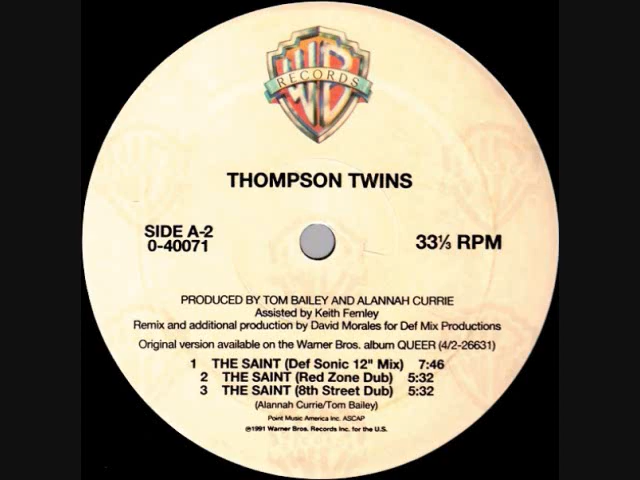 WB
RECORDS
THOMPSON TWINS
SIDE A-2
0-40071
33⅓ RPM
PRODUCED BY TOM BAILEY AND ALANNAH CURRIE
Assisted by Keith Fernley
Remix and additional production by David Morales for Def Mix Productions
Original version available on the Warner Bros. album QUEER (4/2-26631)
1 THE SAINT (Def Sonic 12" Mix) 7:46
2 THE SAINT (Red Zone Dub) 5:32
3 THE SAINT (8th Street Dub) 5:32
(Alannah Currie/Tom Bailey)
Point Music America Inc. ASCAP
℗1991 Warner Bros. Records Inc. for the U.S.